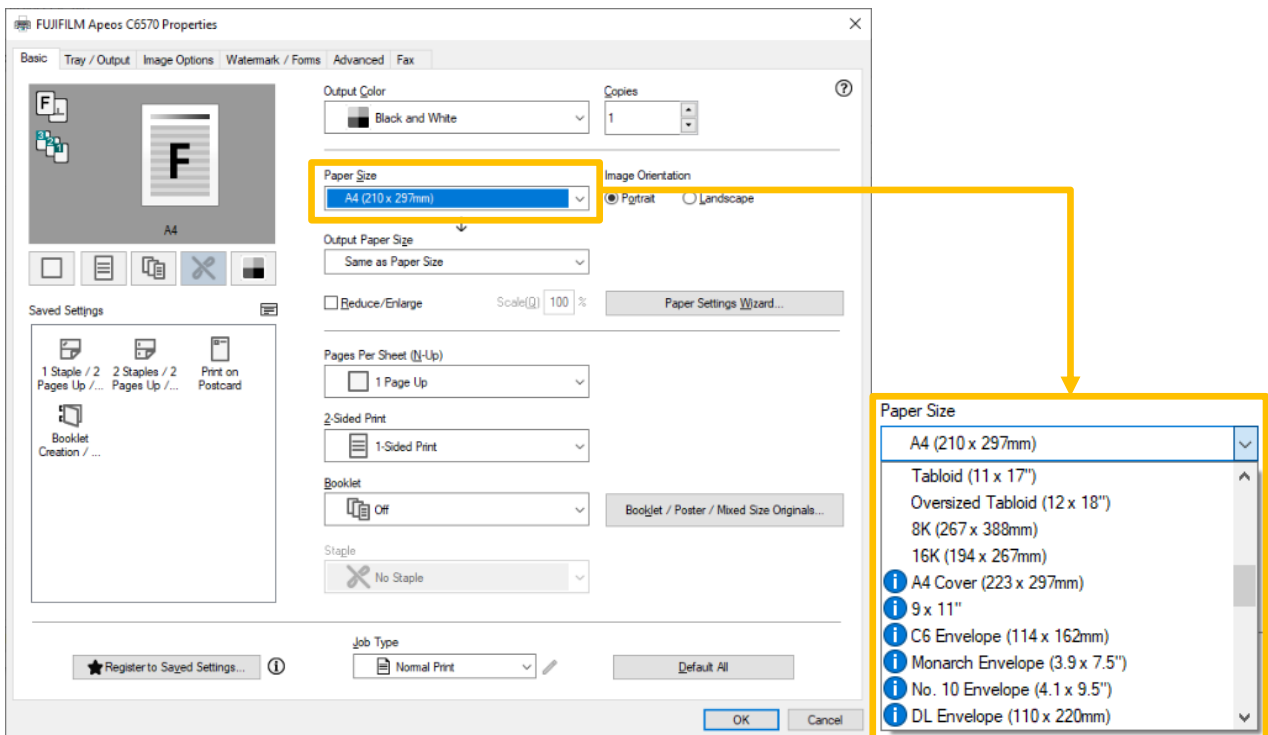 FUJIFILM Apeos C6570 Properties
Basic Tray / Output Image Options Watermark / Forms Advanced Fax
F
3 2 1
F
A4
Saved Settings
1 Staple / 2 Pages Up /...
2 Staples / 2 Pages Up /...
Print on Postcard
Booklet Creation / ...
Register to Saved Settings...
Output Color
Black and White
Copies
1
Paper Size
A4 (210 x 297mm)
Image Orientation
Portrait Landscape
Output Paper Size
Same as Paper Size
Reduce/Enlarge Scale(Q) 100 %
Paper Settings Wizard...
Pages Per Sheet (N-Up)
1 Page Up
2-Sided Print
1-Sided Print
Booklet
Off
Booklet / Poster / Mixed Size Originals...
Staple
No Staple
Job Type
Normal Print
Default All
OK Cancel
Paper Size
A4 (210 x 297mm)
Tabloid (11 x 17")
Oversized Tabloid (12 x 18")
8K (267 x 388mm)
16K (194 x 267mm)
A4 Cover (223 x 297mm)
9 x 11"
C6 Envelope (114 x 162mm)
Monarch Envelope (3.9 x 7.5")
No. 10 Envelope (4.1 x 9.5")
DL Envelope (110 x 220mm)